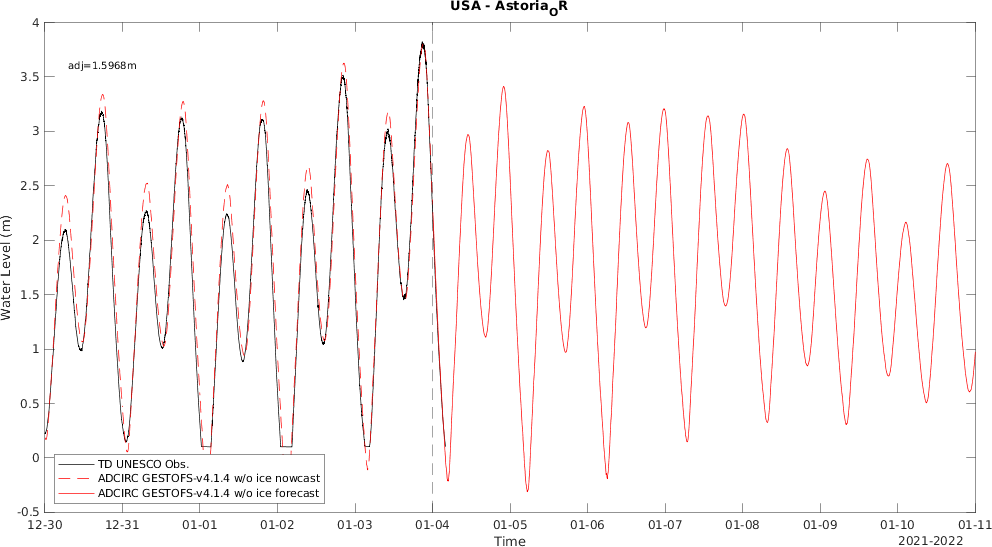 USA - AstoriaOR
adj=1.5968m
Water Level (m)
4
3.5
3
2.5
2
1.5
1
0.5
0
-0.5
TD UNESCO Obs.
ADCIRC GESTOFS-v4.1.4 w/o ice nowcast
ADCIRC GESTOFS-v4.1.4 w/o ice forecast
12-30 12-31 01-01 01-02 01-03 01-04 01-05 01-06 01-07 01-08 01-09 01-10 01-11
Time
2021-2022